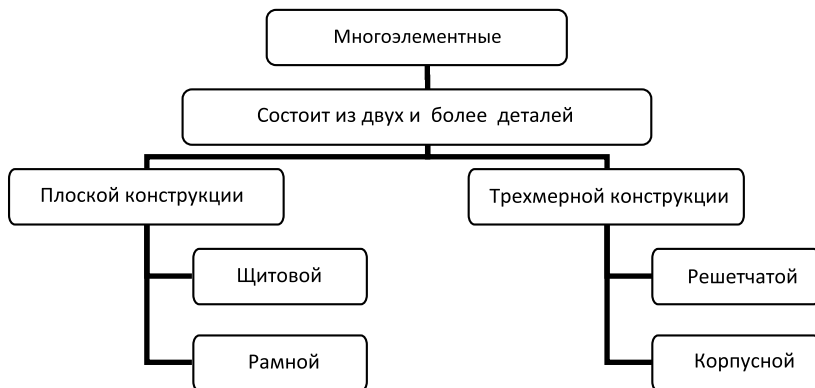 Многоэлементные
Состоит из двух и  более  деталей
Плоской конструкции
Трехмерной конструкции
Щитовой
Решетчатой
Рамной
Корпусной